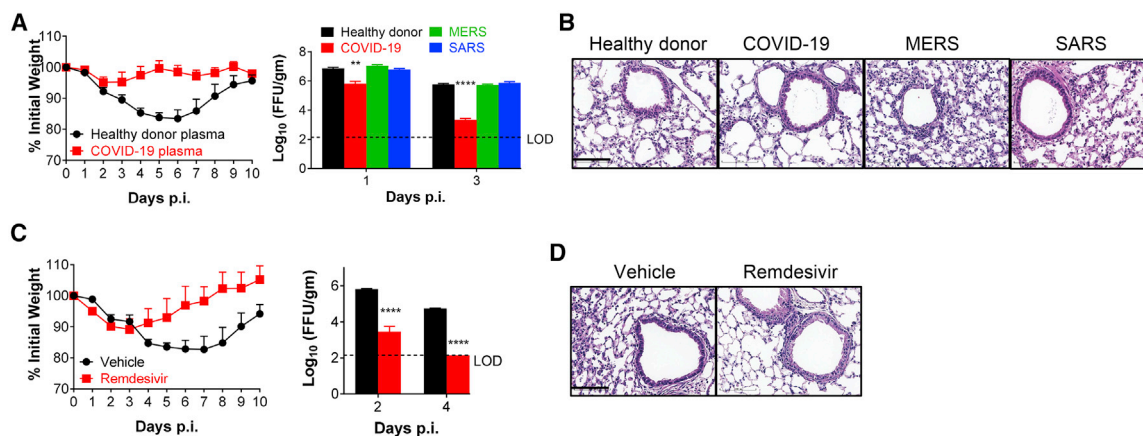 A
% Initial Weight
110
100
90
80
70
Healthy donor plasma
COVID-19 plasma
0 1 2 3 4 5 6 7 8 9 10
Days p.i.
Healthy donor
COVID-19
MERS
SARS
Log10 (FFU/gm)
8
6
4
2
0
**
****
LOD
1 3
Days p.i.
B
Healthy donor COVID-19 MERS SARS
C
% Initial Weight
110
100
90
80
70
Vehicle
Remdesivir
0 1 2 3 4 5 6 7 8 9 10
Days p.i.
Log10 (FFU/gm)
6
4
2
0
****
****
LOD
2 4
Days p.i.
D
Vehicle Remdesivir